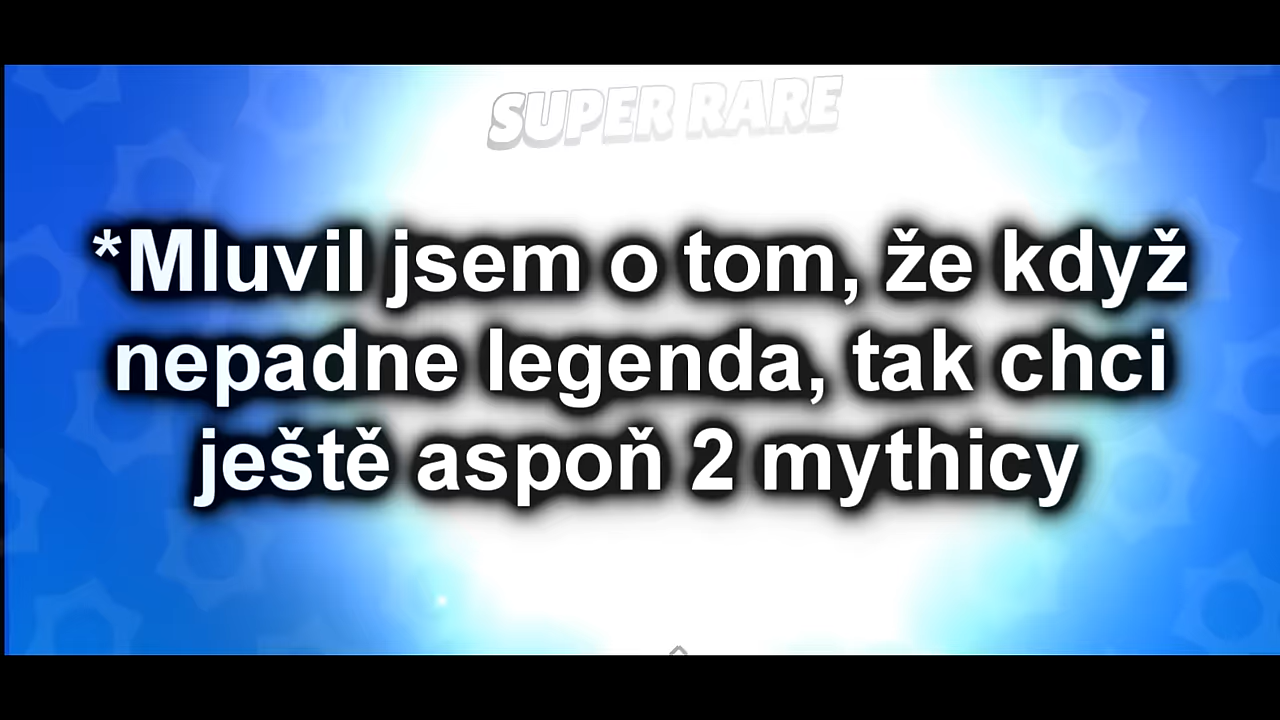 SUPER RARE
*Mluvil jsem o tom, že když
nepadne legenda, tak chci
ještě aspoň 2 mythicy